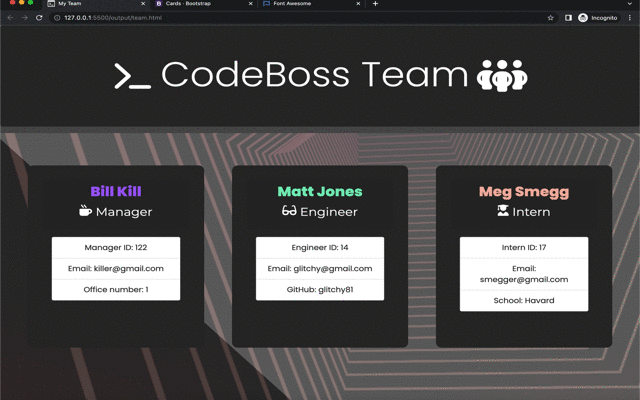 My Team
Cards · Bootstrap
Font Awesome
127.0.0.1:5500/output/team.html
Incognito
CodeBoss Team
Bill Kill
Manager
Manager ID: 122
Email: killer@gmail.com
Office number: 1
Matt Jones
Engineer
Engineer ID: 14
Email: glitchy@gmail.com
GitHub: glitchy81
Meg Smegg
Intern
Intern ID: 17
Email:
smegger@gmail.com
School: Havard